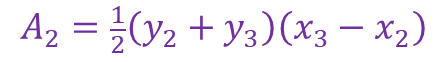 A₂ = ½(y₂ + y₃)(x₃ − x₂)